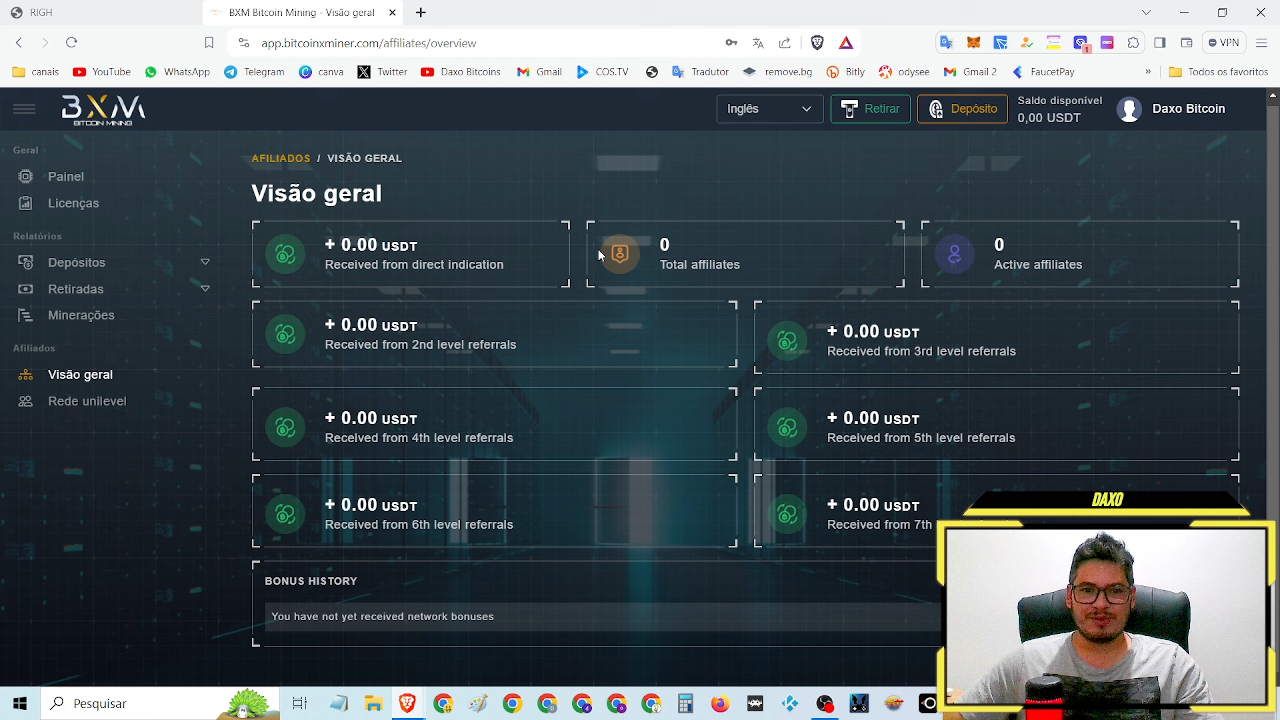 RIGH
BXM Bitcoin Mining - Visão geral
app.bitcoinxmining.com/affiliates/overview
VPN
canais
YouTube
WhatsApp
Telegram
canva
Twitter
Daxo Bitcoins
Gmail
COS.TV
Tradutor
remove.bg
Bitly
odysee
Gemini
FaucetPay
Todos os favoritos
BXM
BITCOIN MINING
Inglês
Retirar
Depósito
Saldo disponível
0,00 USDT
Daxo Bitcoin
Geral
Painel
Licenças
Relatórios
Depósitos
Retiradas
Minerações
Afiliados
Visão geral
Rede unilevel
AFILIADOS / VISÃO GERAL
Visão geral
+ 0.00 USDT
Received from direct indication
0
Total affiliates
0
Active affiliates
+ 0.00 USDT
Received from 2nd level referrals
+ 0.00 USDT
Received from 3rd level referrals
+ 0.00 USDT
Received from 4th level referrals
+ 0.00 USDT
Received from 5th level referrals
+ 0.00 USDT
Received from 6th level referrals
+ 0.00 USDT
Received from 7th
BONUS HISTORY
You have not yet received network bonuses
DAXO
Pesquisar